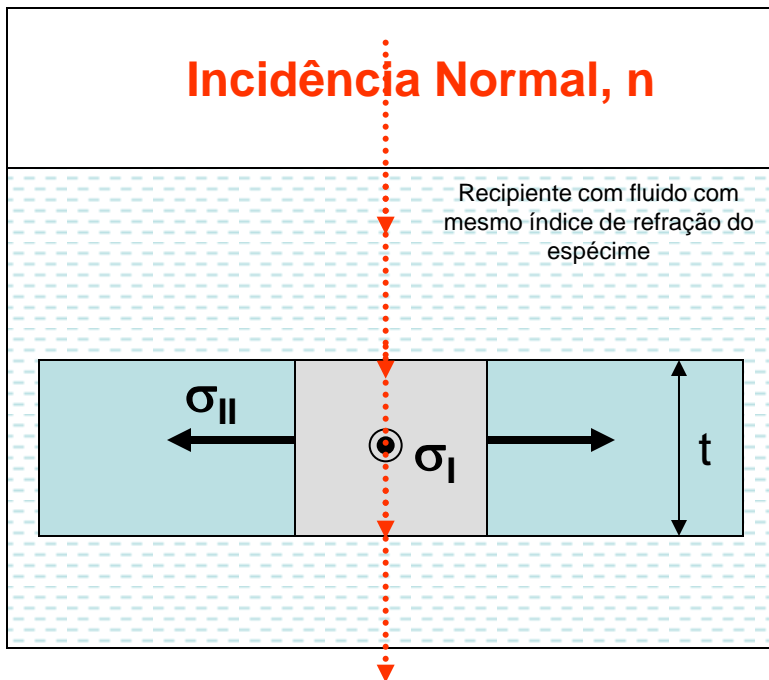 Incidência Normal, n
Recipiente com fluido com
mesmo índice de refração do
espécime
σII
σI
t